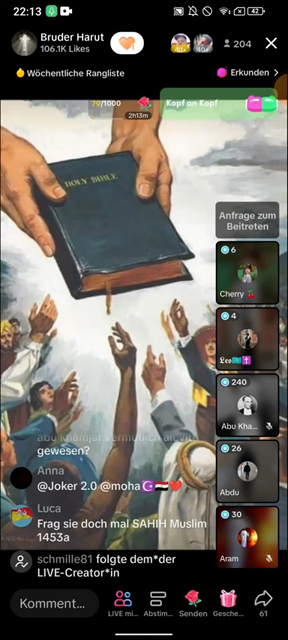 22:13
42
Bruder Harut
106.1K Likes
204
Wöchentliche Rangliste
Erkunden >
79/1000
Kopf an Kopf
2h13m
HOLY BIBLE
Anfrage zum
Beitreten
6
Cherry
4
Leo
240
Abu Kha...
26
Abdu
30
Aram
gewesen?
Anna
@Joker 2.0 @moha
Luca
Frag sie doch mal SAHIH Muslim
1453a
schmille81 folgte dem*der
LIVE-Creator*in
Komment...
LIVE mi...
Abstim...
Senden
Gesche...
61